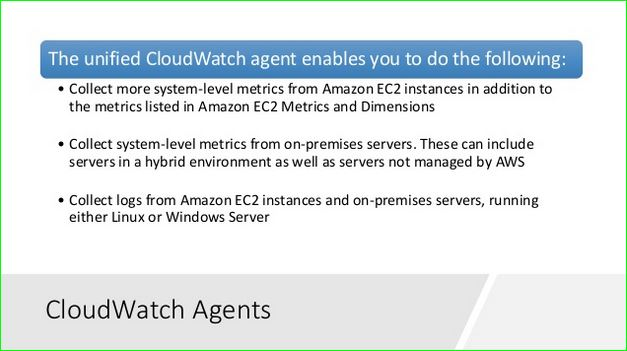 The unified CloudWatch agent enables you to do the following:
• Collect more system-level metrics from Amazon EC2 instances in addition to
the metrics listed in Amazon EC2 Metrics and Dimensions
• Collect system-level metrics from on-premises servers. These can include
servers in a hybrid environment as well as servers not managed by AWS
• Collect logs from Amazon EC2 instances and on-premises servers, running
either Linux or Windows Server
CloudWatch Agents